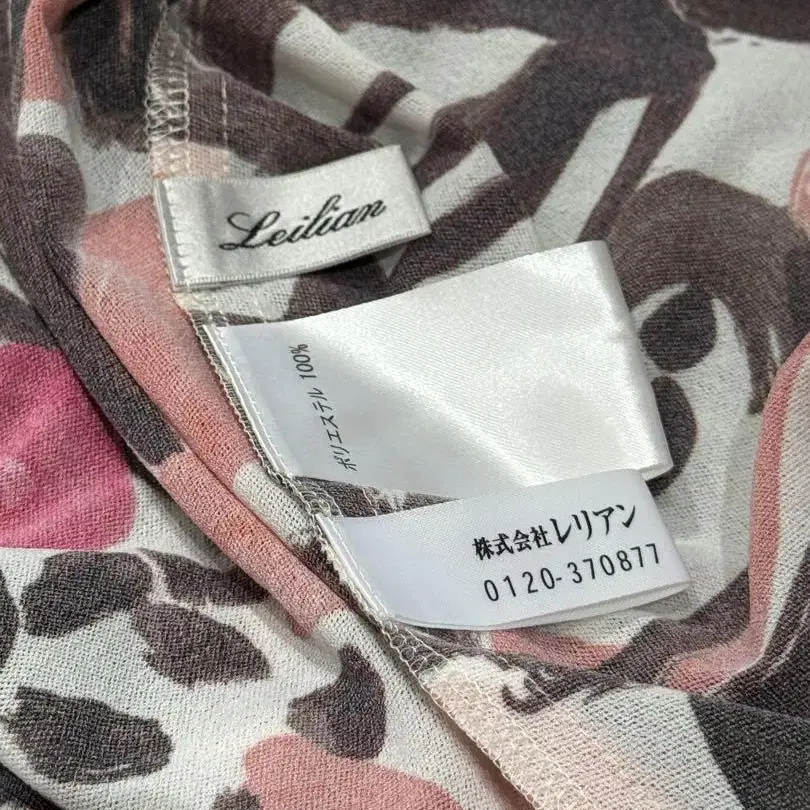 Leilian
ポリエステル 100%
株式会社レリアン
0120-370877